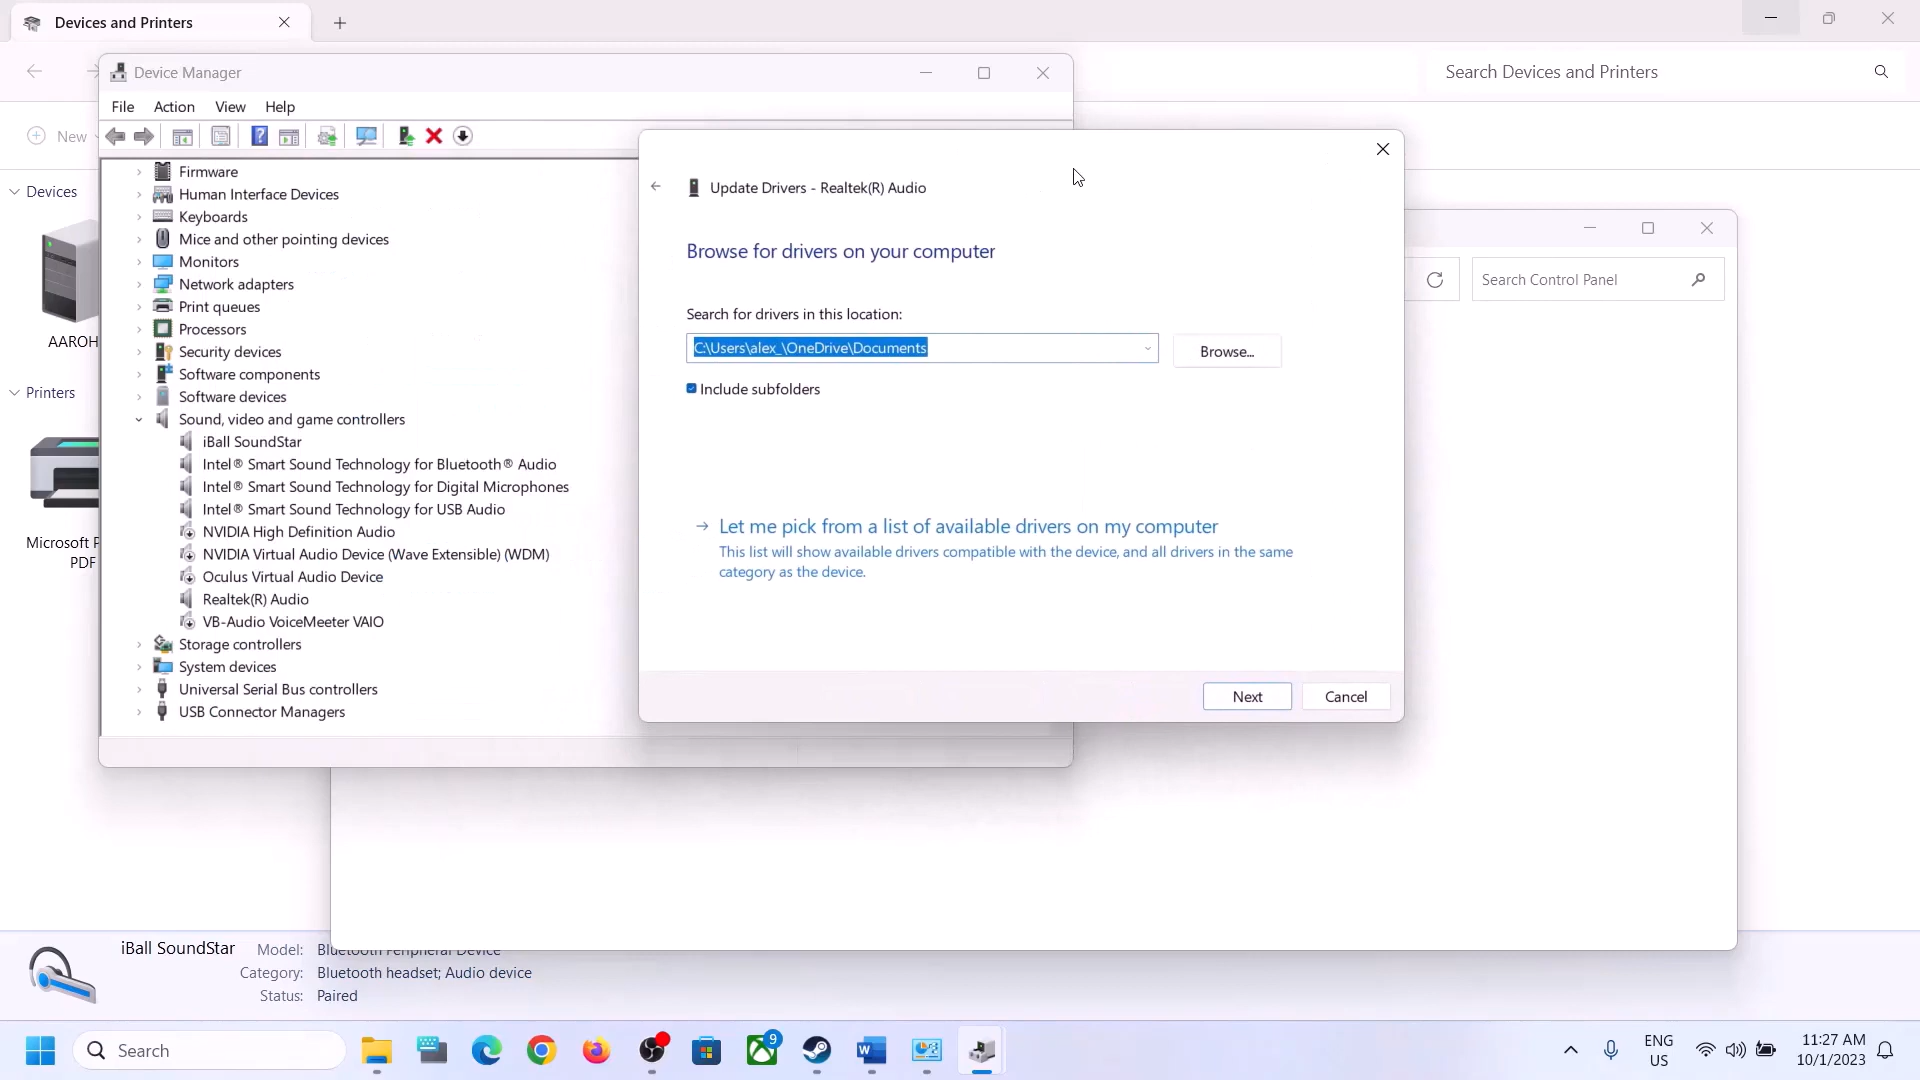 Devices and Printers
Search Devices and Printers
New
Devices
AAROH
Printers
Microsoft P
PDF
Device Manager
File Action View Help
Firmware
Human Interface Devices
Keyboards
Mice and other pointing devices
Monitors
Network adapters
Print queues
Processors
Security devices
Software components
Software devices
Sound, video and game controllers
iBall SoundStar
Intel® Smart Sound Technology for Bluetooth® Audio
Intel® Smart Sound Technology for Digital Microphones
Intel® Smart Sound Technology for USB Audio
NVIDIA High Definition Audio
NVIDIA Virtual Audio Device (Wave Extensible) (WDM)
Oculus Virtual Audio Device
Realtek(R) Audio
VB-Audio VoiceMeeter VAIO
Storage controllers
System devices
Universal Serial Bus controllers
USB Connector Managers
Update Drivers - Realtek(R) Audio
Browse for drivers on your computer
Search for drivers in this location:
C:\Users\alex_\OneDrive\Documents
Browse...
Include subfolders
Let me pick from a list of available drivers on my computer
This list will show available drivers compatible with the device, and all drivers in the same
category as the device.
Next
Cancel
Search Control Panel
iBall SoundStar
Model: Bluetooth Peripheral Device
Category: Bluetooth headset; Audio device
Status: Paired
Search
9
ENG
US
11:27 AM
10/1/2023